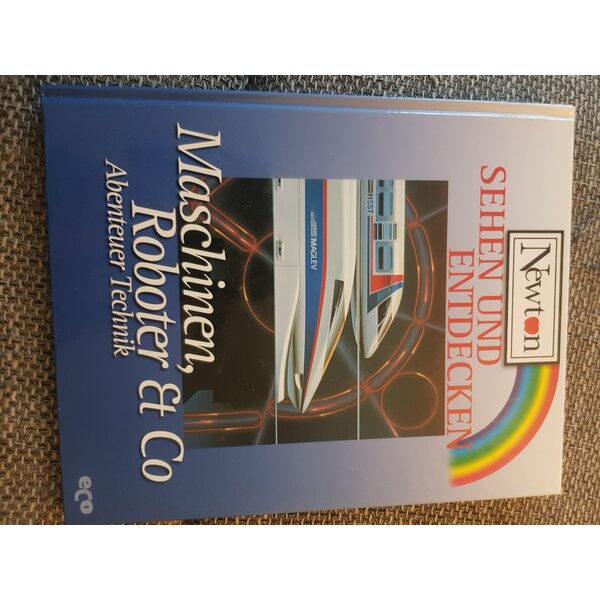 Newton
SEHEN UND
ENTDECKEN
HSST
MAGLEV
Maschinen,
Roboter & Co
Abenteuer Technik
eco